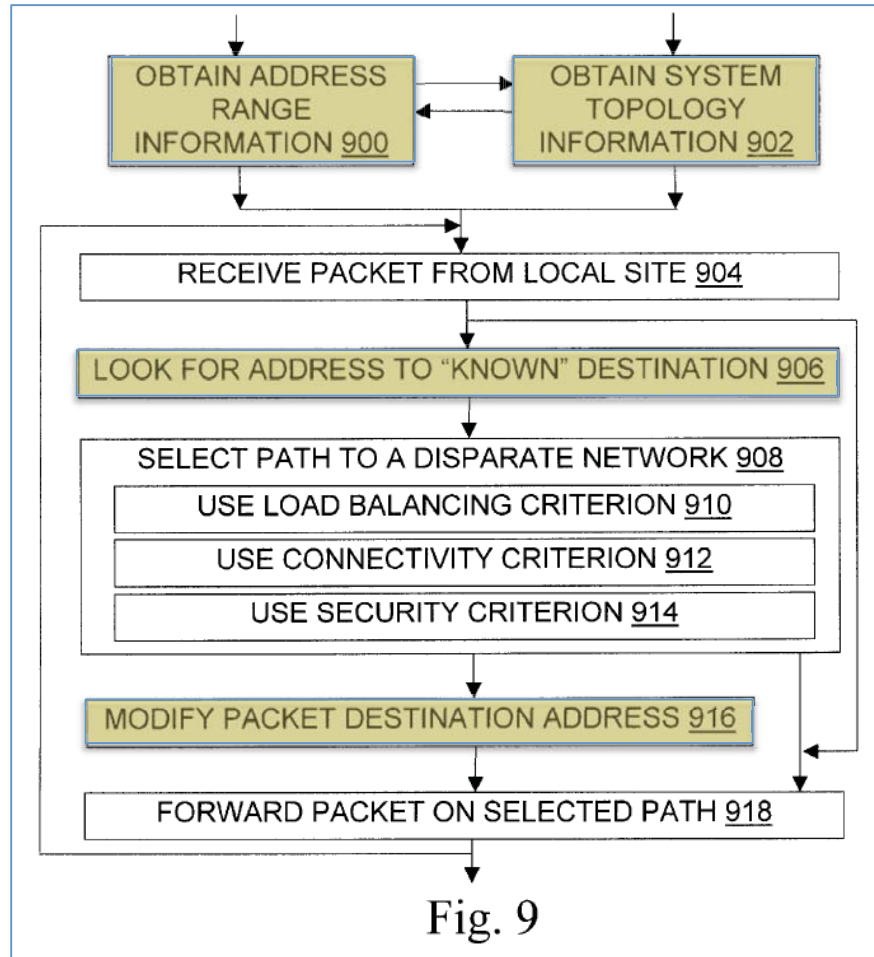 OBTAIN ADDRESS
RANGE
INFORMATION 900
OBTAIN SYSTEM
TOPOLOGY
INFORMATION 902
RECEIVE PACKET FROM LOCAL SITE 904
LOOK FOR ADDRESS TO “KNOWN” DESTINATION 906
SELECT PATH TO A DISPARATE NETWORK 908
USE LOAD BALANCING CRITERION 910
USE CONNECTIVITY CRITERION 912
USE SECURITY CRITERION 914
MODIFY PACKET DESTINATION ADDRESS 916
FORWARD PACKET ON SELECTED PATH 918
Fig. 9